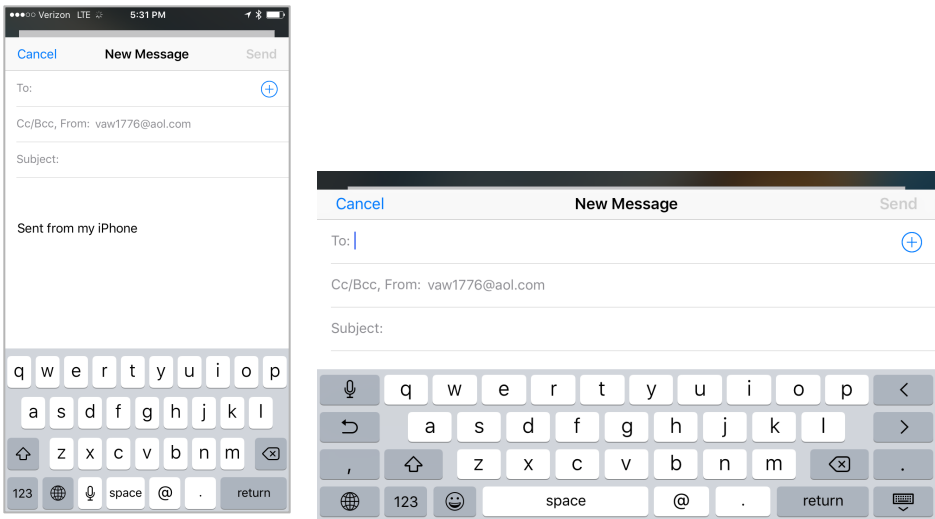 Verizon LTE 5:31 PM
Cancel New Message Send
To:
Cc/Bcc, From: vaw1776@aol.com
Subject:
Sent from my iPhone
q w e r t y u i o p
a s d f g h j k l
z x c v b n m
123 space @ . return
Cancel New Message Send
To:
Cc/Bcc, From: vaw1776@aol.com
Subject:
q w e r t y u i o p <
a s d f g h j k l >
, z x c v b n m .
123 space @ . return